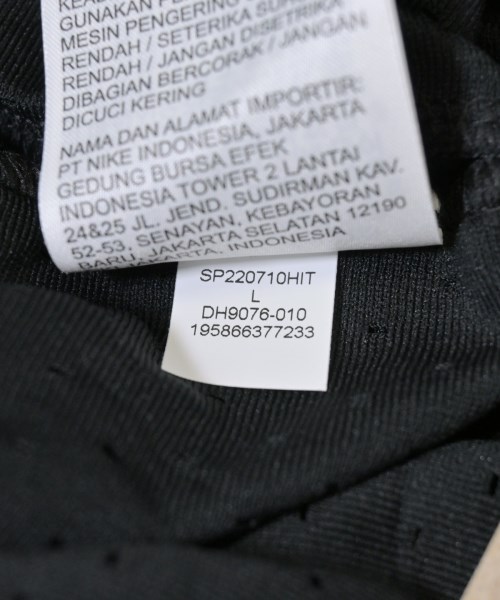 GUNAKAN PE
MESIN PENGERING
RENDAH / SETERIKA SUHU
RENDAH / JANGAN DISETRIKA
DIBAGIAN BERCORAK / JANGAN
DICUCI KERING
NAMA DAN ALAMAT IMPORTIR:
PT NIKE INDONESIA, JAKARTA
GEDUNG BURSA EFEK
INDONESIA TOWER 2 LANTAI
24&25 JL. JEND. SUDIRMAN KAV.
52-53, SENAYAN, KEBAYORAN
BARU, JAKARTA SELATAN 12190
JAKARTA, INDONESIA
SP220710HIT
L
DH9076-010
195866377233